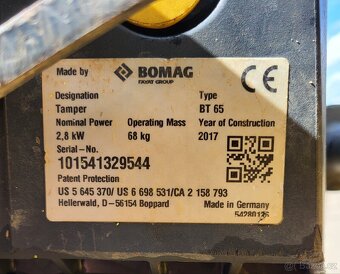 Made by BOMAG CE
FAYAT GROUP
Designation Type
Tamper BT 65
Nominal Power Operating Mass Year of Construction
2,8 kW 68 kg 2017
Serial-No.
101541329544
Patent Protection
US 5 645 370/ US 6 698 531/CA 2 158 793
Hellerwald, D-56154 Boppard Made in Germany